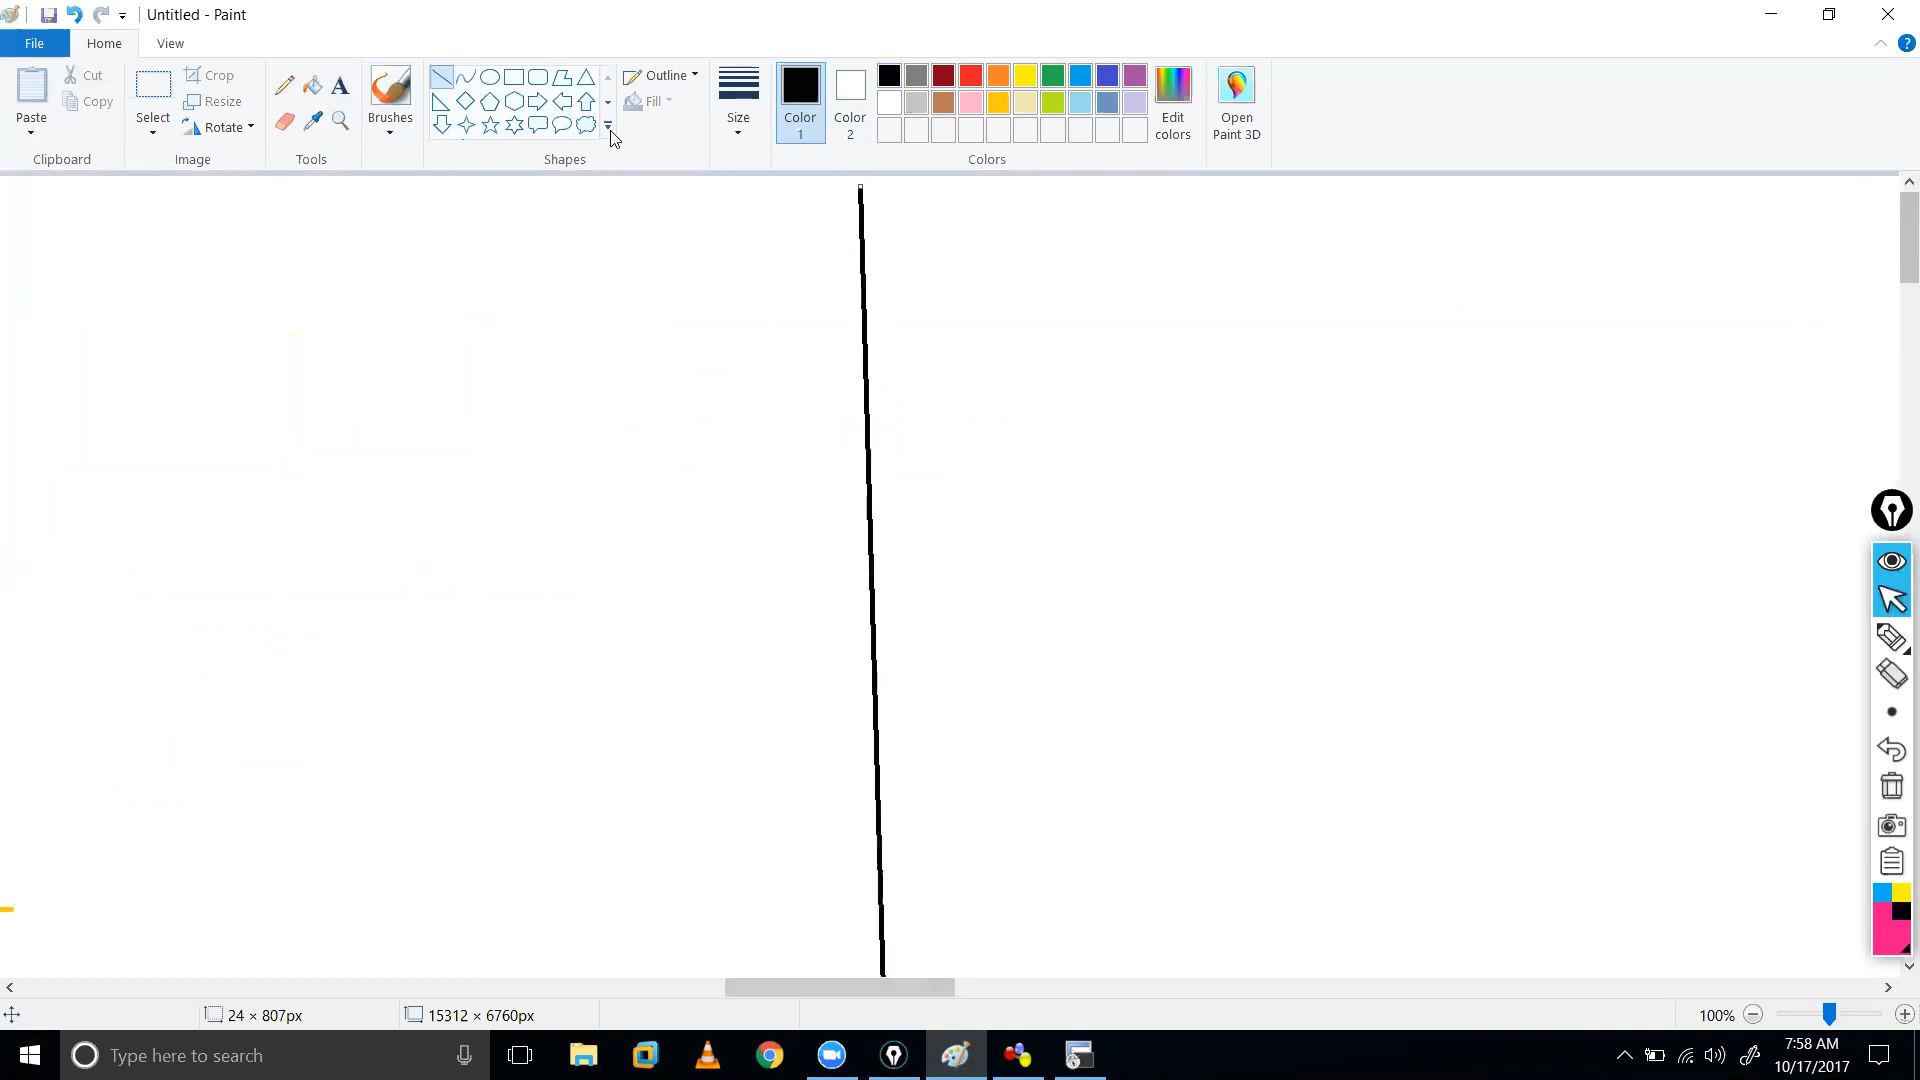 Untitled - Paint
File Home View
Paste
Cut
Copy
Clipboard
Select
Crop
Resize
Rotate
Image
A
Tools
Brushes
Shapes
Outline
Fill
Size
Color 1
Color 2
Edit colors
Colors
Open Paint 3D
?
24 × 807px
15312 × 6760px
100%
Type here to search
7:58 AM
10/17/2017